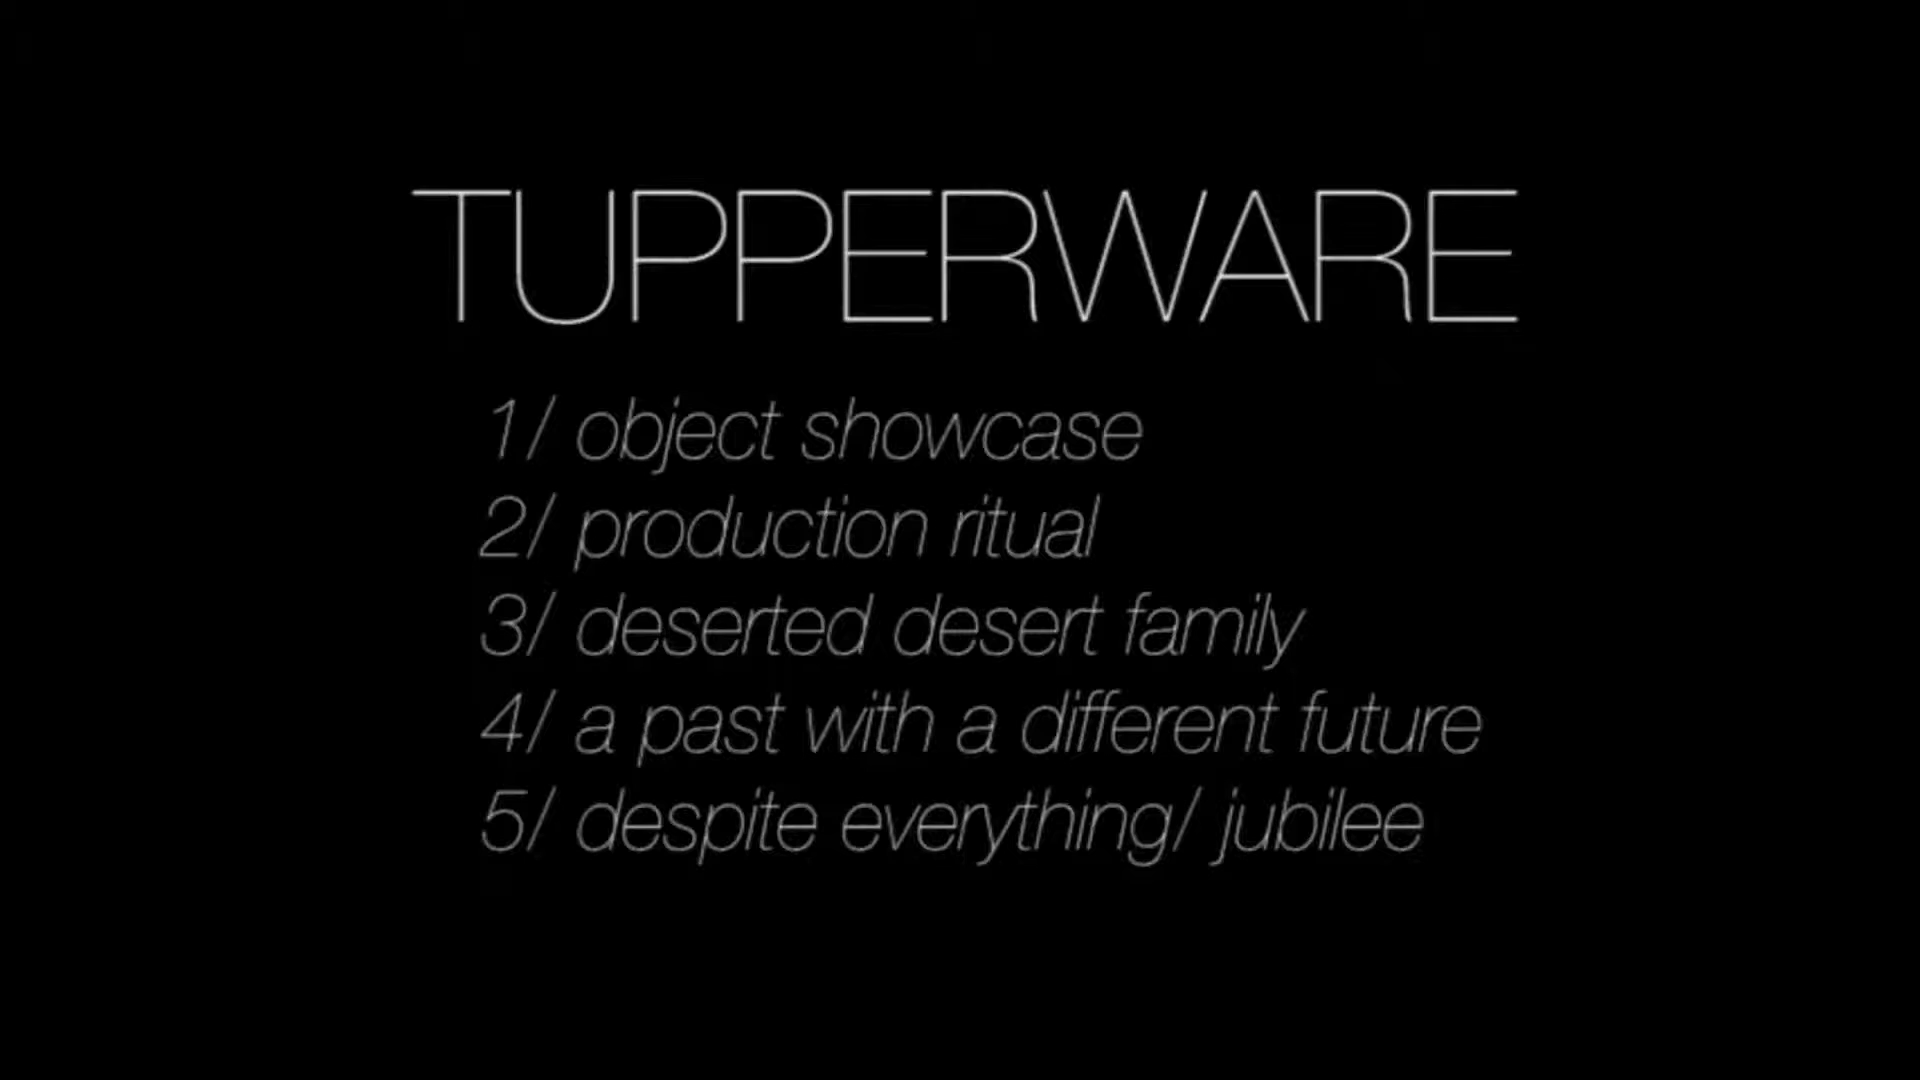 TUPPERWARE
1/ object showcase
2/ production ritual
3/ deserted desert family
4/ a past with a different future
5/ despite everything/ jubilee